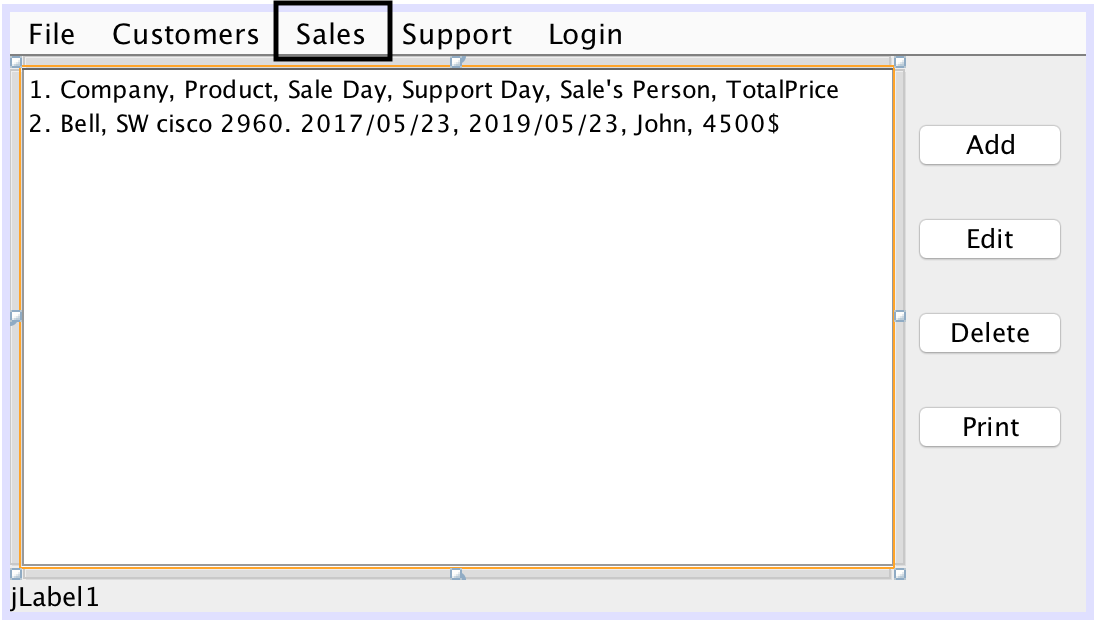 File Customers Sales Support Login
1. Company, Product, Sale Day, Support Day, Sale's Person, TotalPrice
2. Bell, SW cisco 2960. 2017/05/23, 2019/05/23, John, 4500$
Add
Edit
Delete
Print
jLabel1